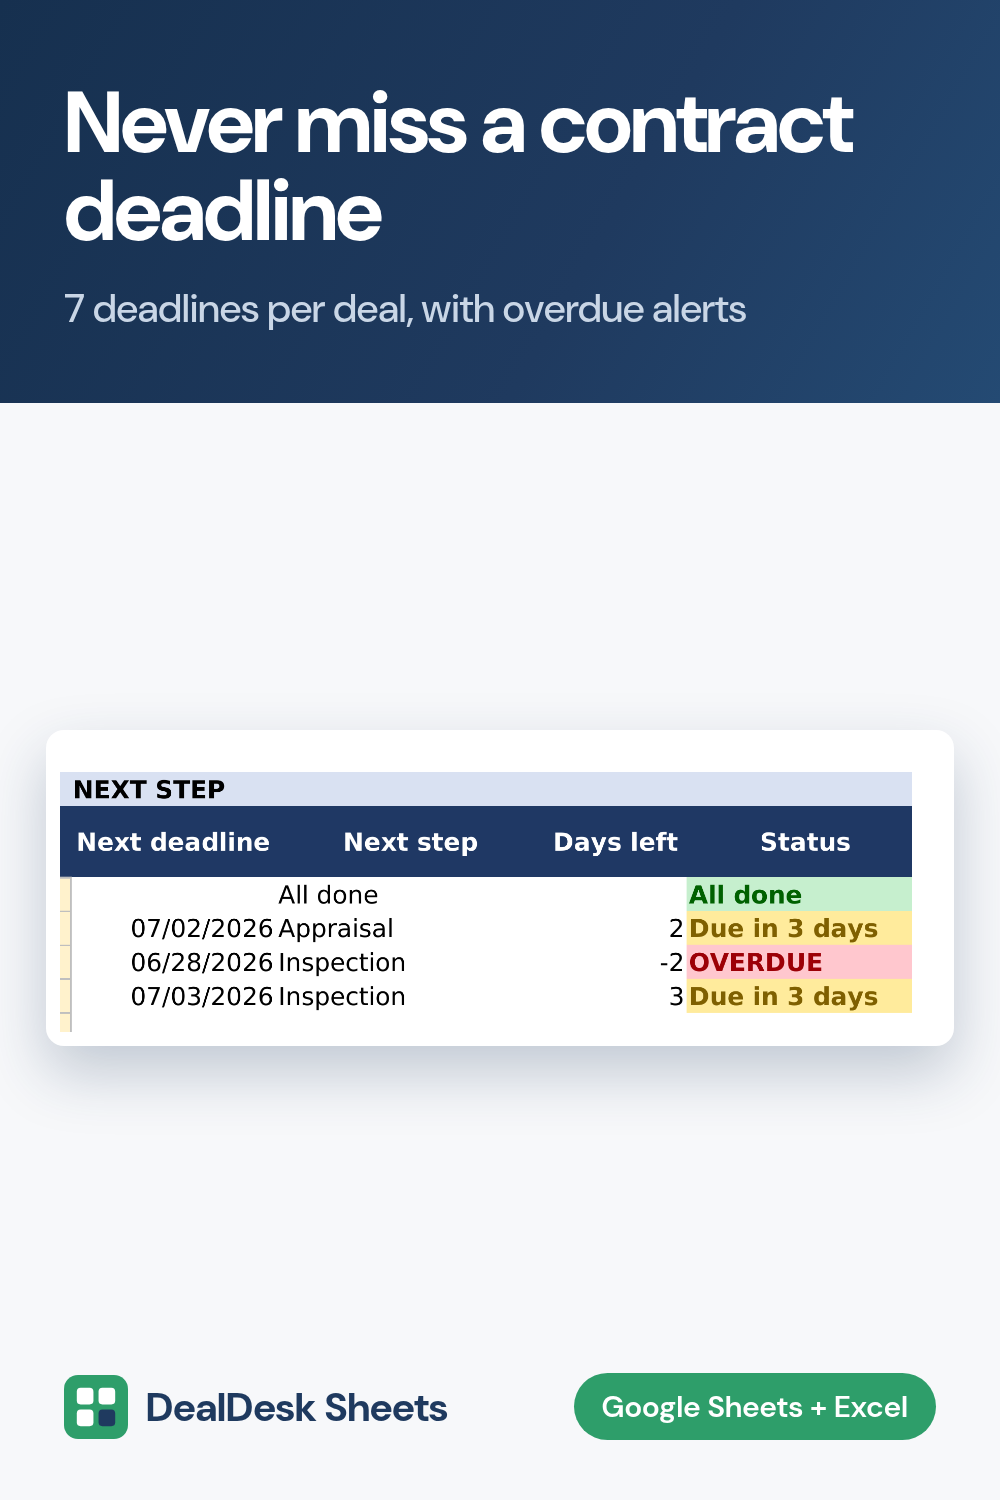 Never miss a contract
deadline
7 deadlines per deal, with overdue alerts
NEXT STEP
Next deadline Next step Days left Status
All done All done
07/02/2026 Appraisal 2 Due in 3 days
06/28/2026 Inspection -2 OVERDUE
07/03/2026 Inspection 3 Due in 3 days
DealDesk Sheets
Google Sheets + Excel